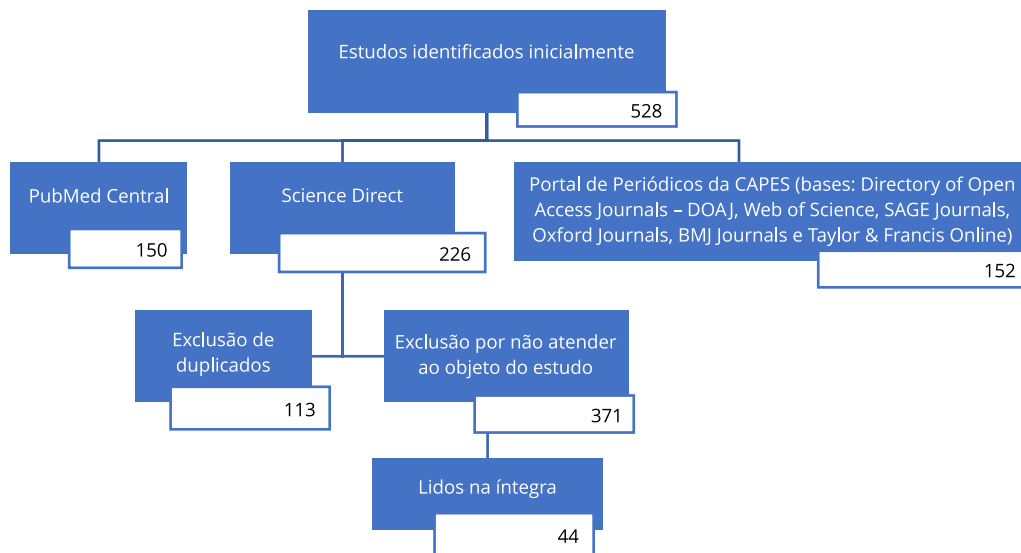 Estudos identificados inicialmente
528
PubMed Central
150
Science Direct
226
Portal de Periódicos da CAPES (bases: Directory of Open
Access Journals – DOAJ, Web of Science, SAGE Journals,
Oxford Journals, BMJ Journals e Taylor & Francis Online)
152
Exclusão de
duplicados
113
Exclusão por não atender
ao objeto do estudo
371
Lidos na íntegra
44